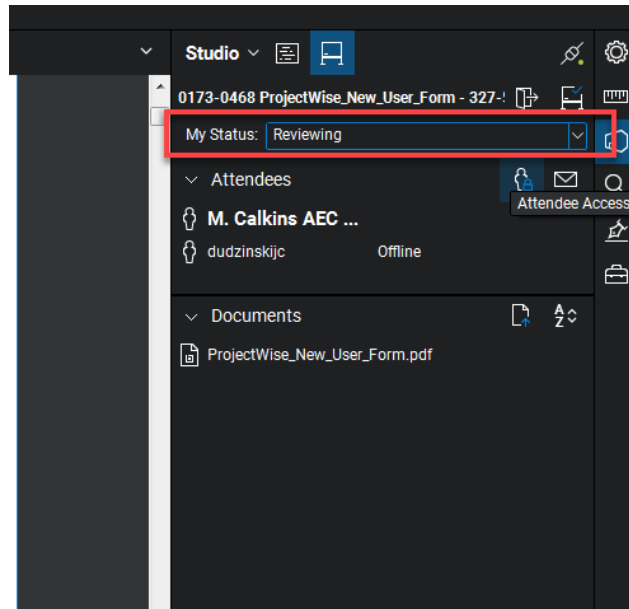 Studio
0173-0468 ProjectWise_New_User_Form - 327-
My Status: Reviewing
Attendees
Attendee Access
M. Calkins AEC ...
dudzinskijc Offline
Documents
A
Z
ProjectWise_New_User_Form.pdf